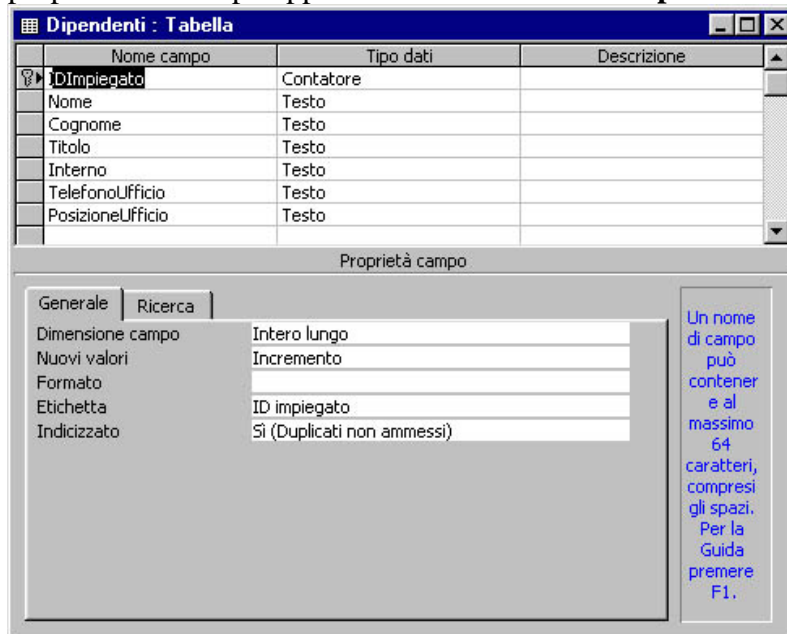 Dipendenti : Tabella
Nome campo Tipo dati Descrizione
IDImpiegato Contatore
Nome Testo
Cognome Testo
Titolo Testo
Interno Testo
TelefonoUfficio Testo
PosizioneUfficio Testo
Proprietà campo
Generale Ricerca
Dimensione campo Intero lungo
Nuovi valori Incremento
Formato
Etichetta ID impiegato
Indicizzato Sì (Duplicati non ammessi)
Un nome
di campo
può
contener
e al
massimo
64
caratteri,
compresi
gli spazi.
Per la
Guida
premere
F1.